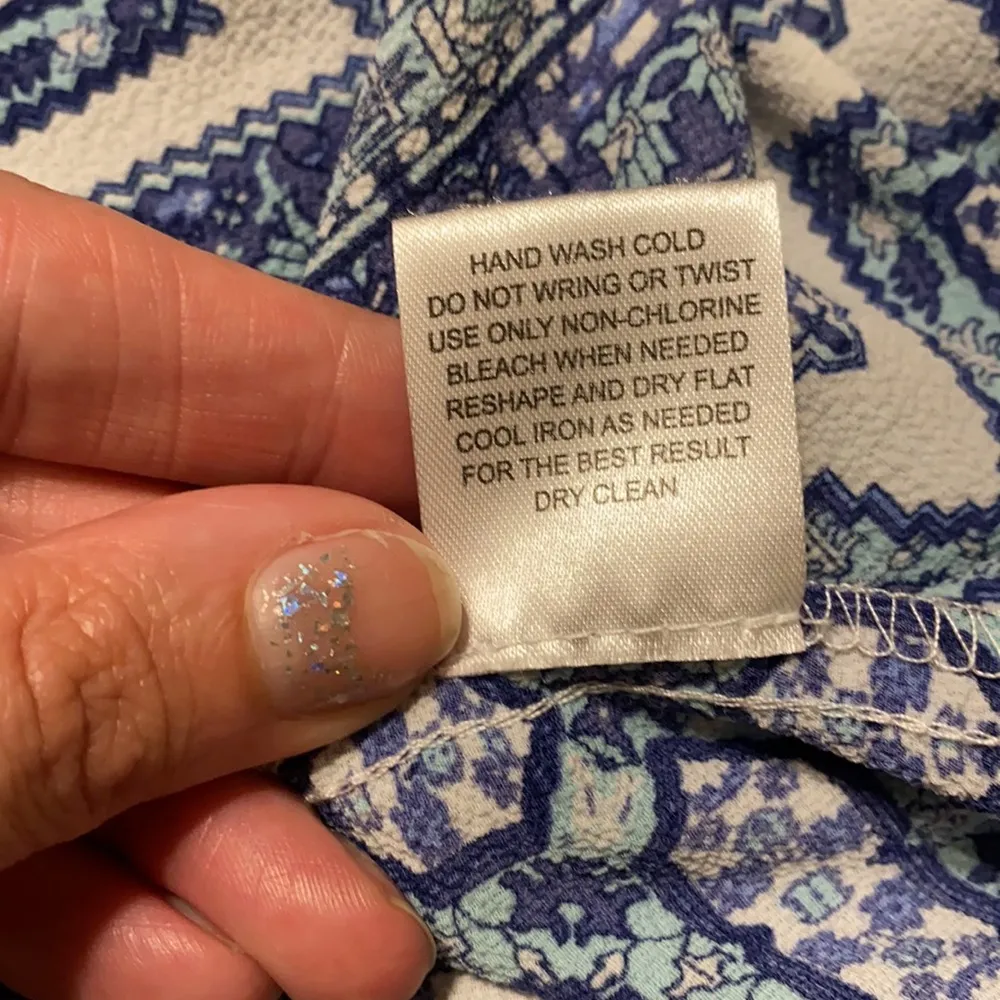 HAND WASH COLD
DO NOT WRING OR TWIST
USE ONLY NON-CHLORINE
BLEACH WHEN NEEDED
RESHAPE AND DRY FLAT
COOL IRON AS NEEDED
FOR THE BEST RESULT
DRY CLEAN